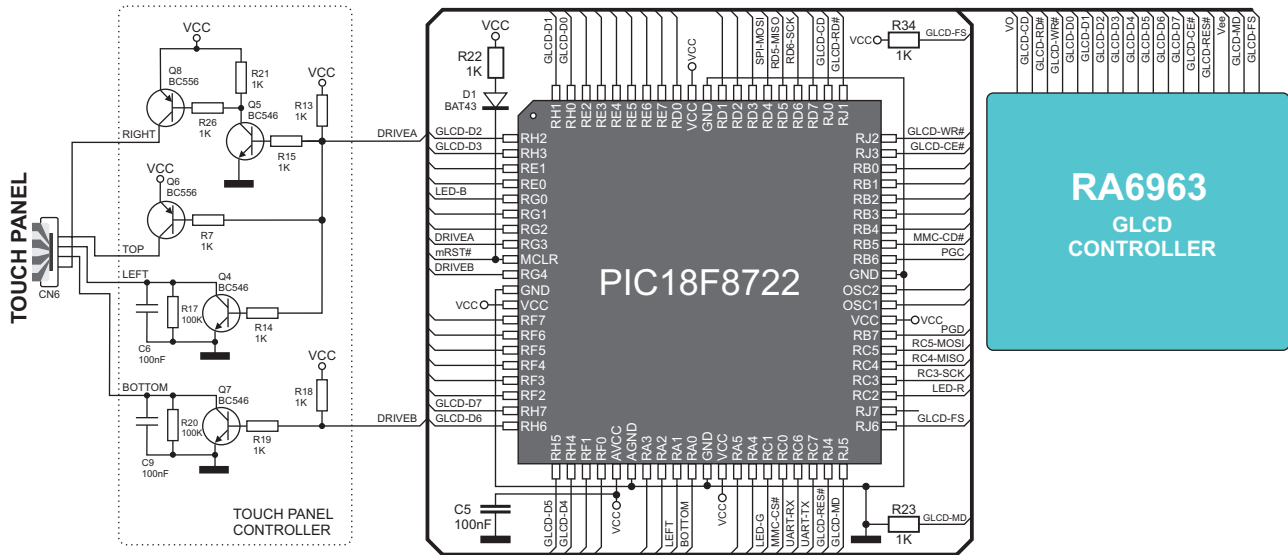 TOUCH PANEL
CN6
VCC
Q8
BC556
R21
1K
VCC
R13
1K
R26
1K
Q5
BC546
RIGHT
R15
1K
DRIVEA
VCC
Q6
BC556
R7
1K
TOP
LEFT
Q4
BC546
R17
100K
C6
100nF
R14
1K
VCC
R18
1K
BOTTOM
Q7
BC546
R20
100K
C9
100nF
R19
1K
DRIVEB
TOUCH PANEL
CONTROLLER
VCC
R22
1K
D1
BAT43
GLCD-D1
GLCD-D0
VCC
SPI-MOSI
RD5-MISO
RD6-SCK
GLCD-CD
GLCD-RD#
VCC
R34
1K
GLCD-FS
RH1
RH0
RE2
RE3
RE4
RE5
RE6
RE7
RD0
VCC
GND
RD1
RD2
RD3
RD4
RD5
RD6
RD7
RJ0
RJ1
GLCD-D2
GLCD-D3
LED-B
DRIVEA
mRST#
DRIVEB
VCC
GLCD-D7
GLCD-D6
RH2
RH3
RE1
RE0
RG0
RG1
RG2
RG3
MCLR
RG4
GND
VCC
RF7
RF6
RF5
RF4
RF3
RF2
RH7
RH6
PIC18F8722
RJ2
RJ3
RB0
RB1
RB2
RB3
RB4
RB5
RB6
GND
OSC2
OSC1
VCC
RB7
RC5
RC4
RC3
RC2
RJ7
RJ6
GLCD-WR#
GLCD-CE#
MMC-CD#
PGC
VCC
PGD
RC5-MOSI
RC4-MISO
RC3-SCK
LED-R
GLCD-FS
RH5
RH4
RF1
RF0
AVCC
AGND
RA3
RA2
RA1
RA0
GND
VCC
RA5
RA4
RC1
RC0
RC6
RC7
RJ4
RJ5
C5
100nF
GLCD-D5
GLCD-D4
VCC
LEFT
BOTTOM
VCC
LED-G
MMC-CS#
UART-RX
UART-TX
GLCD-RES#
GLCD-MD
R23
1K
GLCD-MD
VO
GLCD-CD
GLCD-RD#
GLCD-WR#
GLCD-D0
GLCD-D1
GLCD-D2
GLCD-D3
GLCD-D4
GLCD-D5
GLCD-D6
GLCD-D7
GLCD-CE#
GLCD-RES#
Vee
GLCD-MD
GLCD-FS
RA6963
GLCD
CONTROLLER